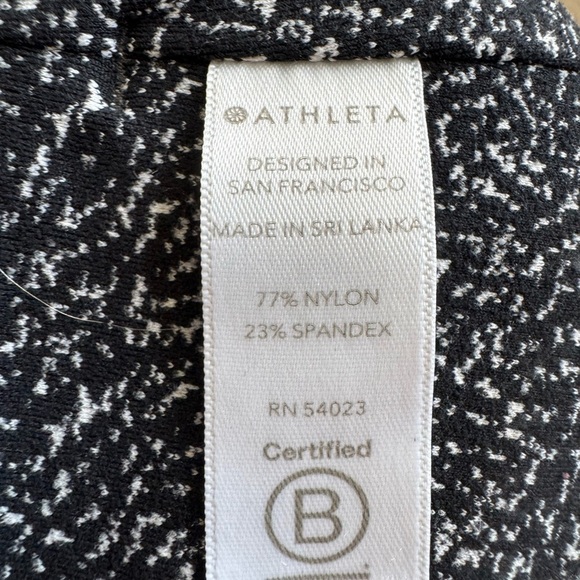 ATHLETA
DESIGNED IN
SAN FRANCISCO
MADE IN SRI LANKA
77% NYLON
23% SPANDEX
RN 54023
Certified
B